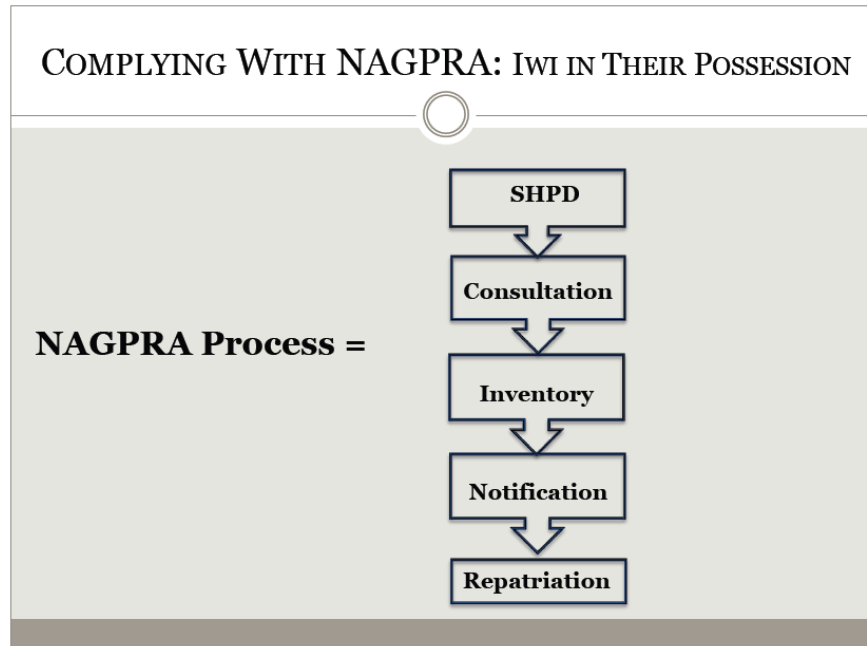 COMPLYING WITH NAGPRA: IWI IN THEIR POSSESSION
NAGPRA Process =
SHPD
Consultation
Inventory
Notification
Repatriation